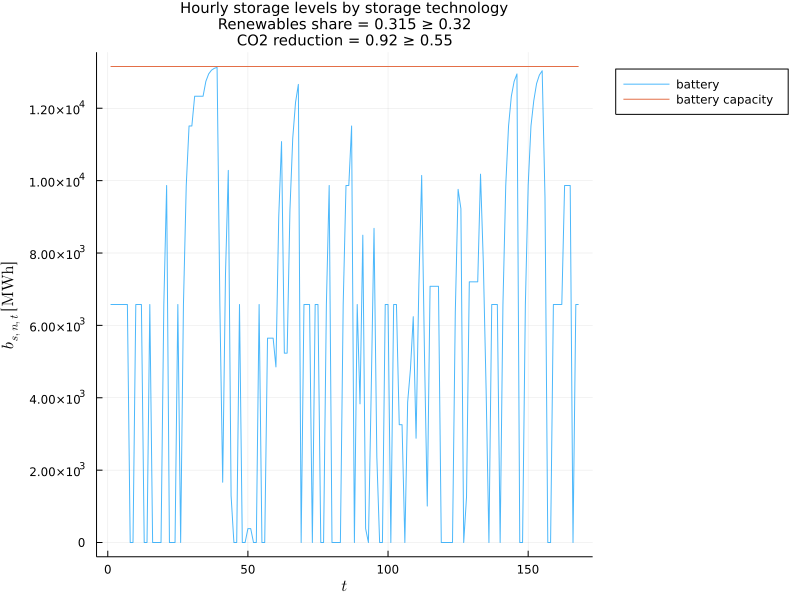 Hourly storage levels by storage technology
Renewables share = 0.315 ≥ 0.32
CO2 reduction = 0.92 ≥ 0.55
battery
battery capacity
1.20×10⁴
1.00×10⁴
8.00×10³
6.00×10³
4.00×10³
2.00×10³
0
b_{s, n, t} [MWh]
0 50 100 150
t